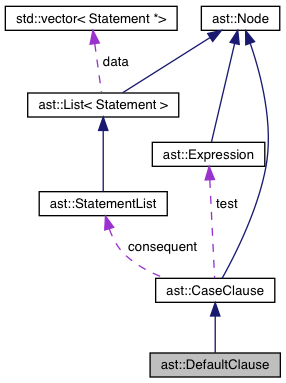 std::vector< Statement *>
ast::Node
data
ast::List< Statement >
ast::Expression
ast::StatementList
test
consequent
ast::CaseClause
ast::DefaultClause